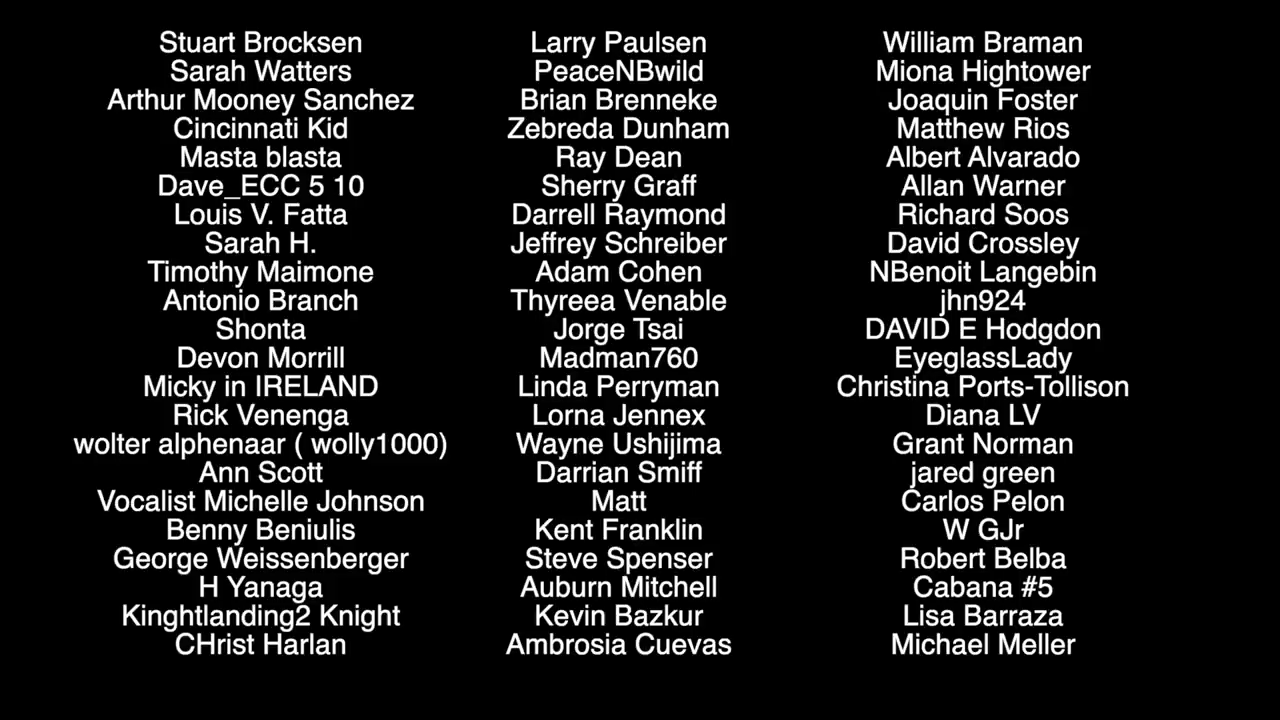 Stuart Brocksen
Sarah Watters
Arthur Mooney Sanchez
Cincinnati Kid
Masta blasta
Dave_ECC 5 10
Louis V. Fatta
Sarah H.
Timothy Maimone
Antonio Branch
Shonta
Devon Morrill
Micky in IRELAND
Rick Venenga
wolter alphenaar ( wolly1000)
Ann Scott
Vocalist Michelle Johnson
Benny Beniulis
George Weissenberger
H Yanaga
Kinghtlanding2 Knight
CHrist Harlan
Larry Paulsen
PeaceNBwild
Brian Brenneke
Zebreda Dunham
Ray Dean
Sherry Graff
Darrell Raymond
Jeffrey Schreiber
Adam Cohen
Thyreea Venable
Jorge Tsai
Madman760
Linda Perryman
Lorna Jennex
Wayne Ushijima
Darrian Smiff
Matt
Kent Franklin
Steve Spenser
Auburn Mitchell
Kevin Bazkur
Ambrosia Cuevas
William Braman
Miona Hightower
Joaquin Foster
Matthew Rios
Albert Alvarado
Allan Warner
Richard Soos
David Crossley
NBenoit Langebin
jhn924
DAVID E Hodgdon
EyeglassLady
Christina Ports-Tollison
Diana LV
Grant Norman
jared green
Carlos Pelon
W GJr
Robert Belba
Cabana #5
Lisa Barraza
Michael Meller